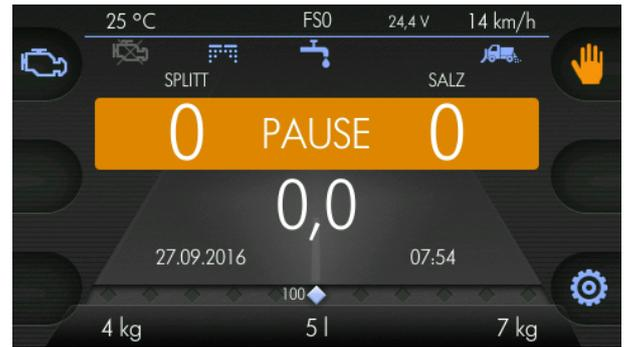 25 °C FS0 24,4 V 14 km/h
SPLITT SALZ
0 PAUSE 0
0,0
27.09.2016 07:54
100
4 kg 5 l 7 kg